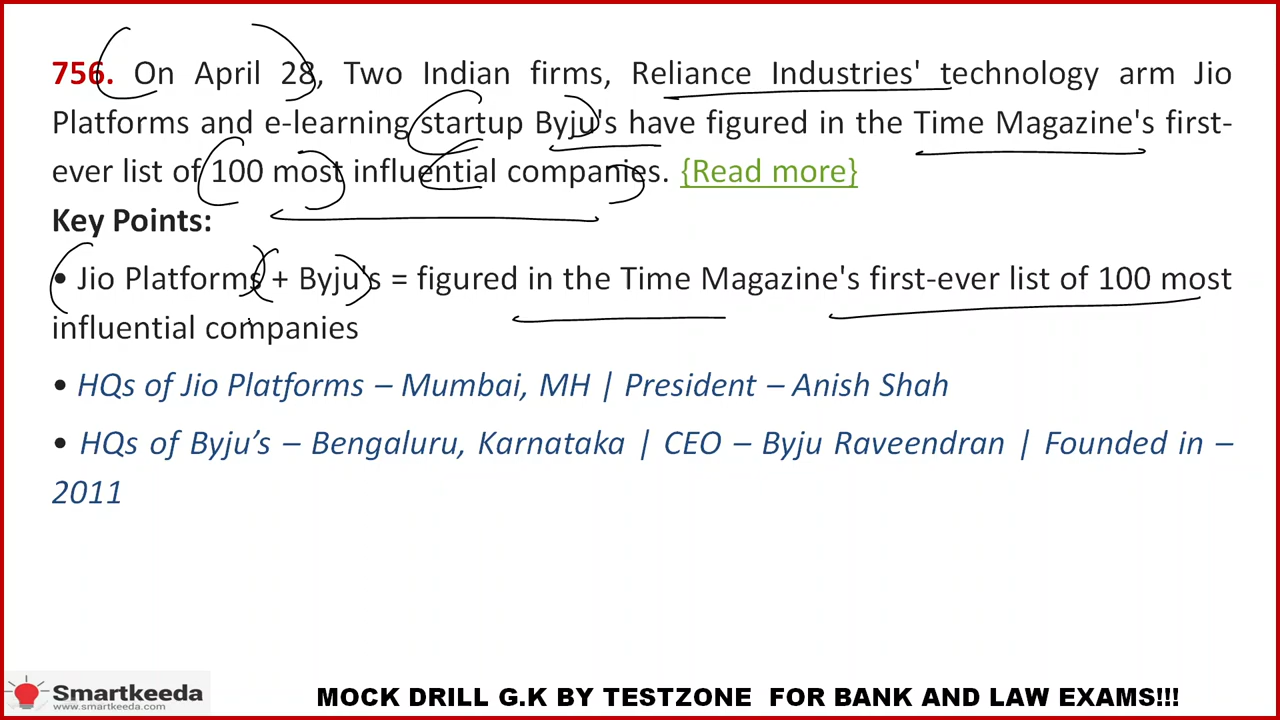 756. On April 28, Two Indian firms, Reliance Industries' technology arm Jio
Platforms and e-learning startup Byju's have figured in the Time Magazine's first-
ever list of 100 most influential companies. {Read more}
Key Points:
• Jio Platforms + Byju's = figured in the Time Magazine's first-ever list of 100 most
influential companies
• HQs of Jio Platforms – Mumbai, MH | President – Anish Shah
• HQs of Byju’s – Bengaluru, Karnataka | CEO – Byju Raveendran | Founded in –
2011
Smartkeeda
www.smartkeeda.com
MOCK DRILL G.K BY TESTZONE FOR BANK AND LAW EXAMS!!!